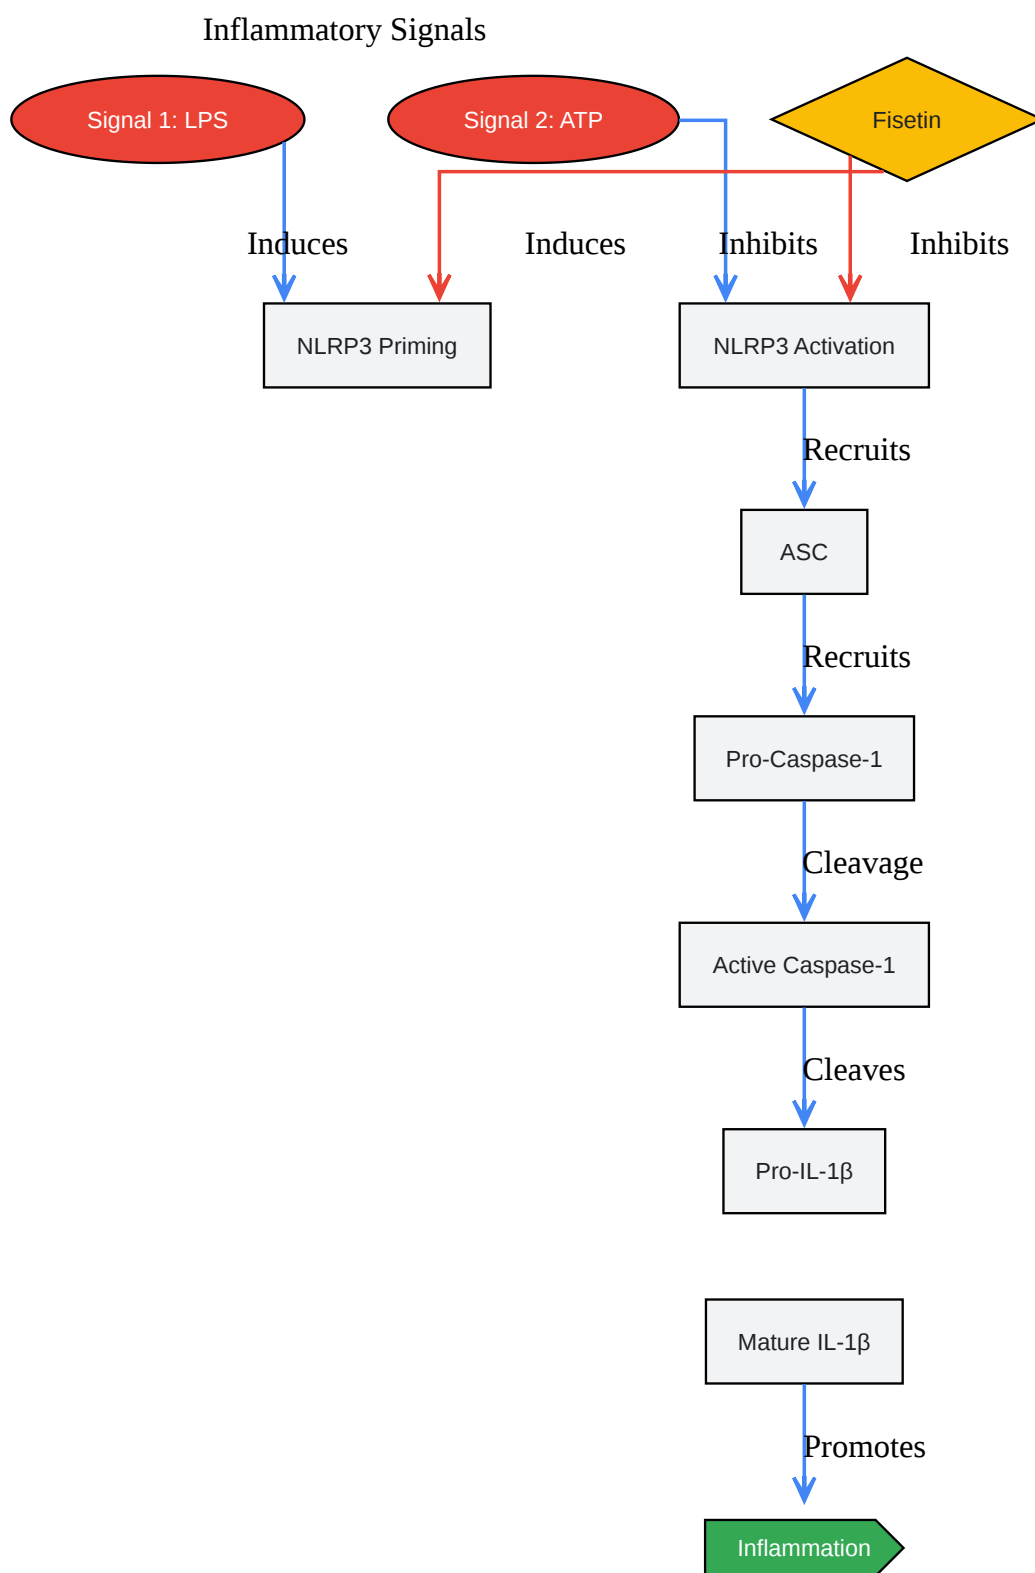 Inflammatory Signals
Signal 1: LPS
Signal 2: ATP
Fisetin
Induces
Induces
Inhibits
Inhibits
NLRP3 Priming
NLRP3 Activation
Recruits
ASC
Recruits
Pro-Caspase-1
Cleavage
Active Caspase-1
Cleaves
Pro-IL-1β
Mature IL-1β
Promotes
Inflammation